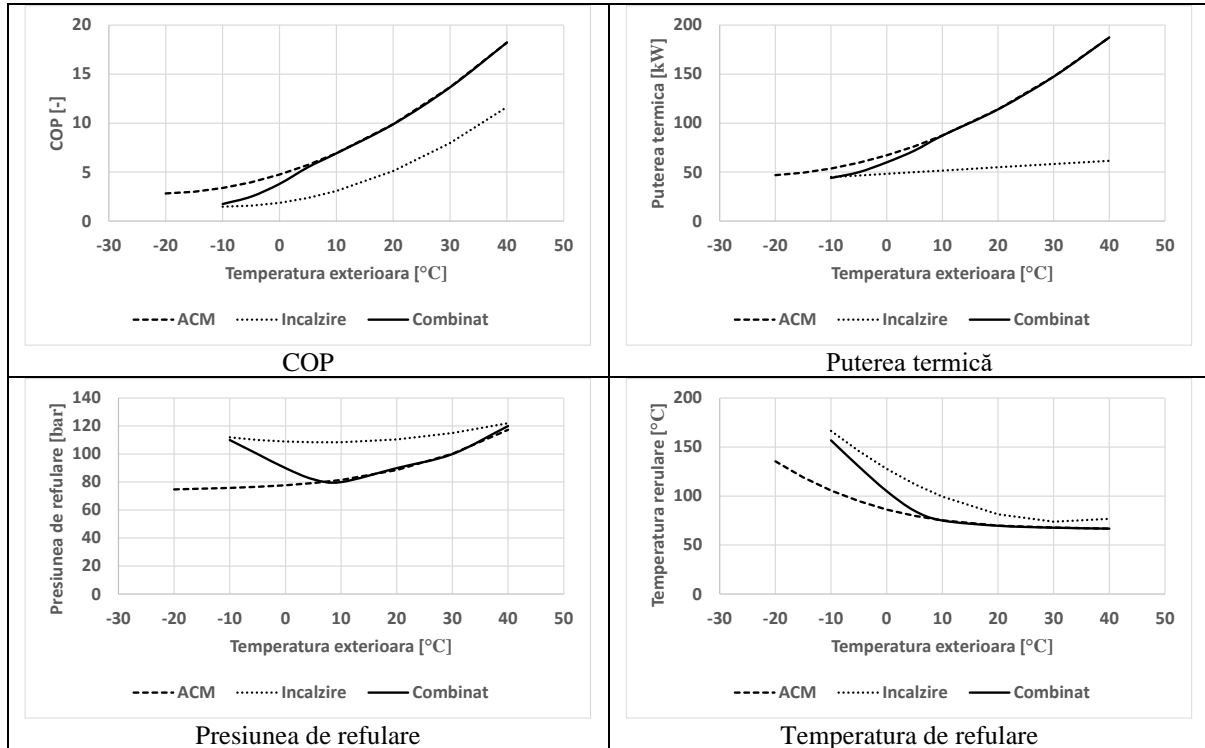 COP [-]
20
15
10
5
0
-30 -20 -10 0 10 20 30 40 50
Temperatura exterioara [°C]
ACM Incalzire Combinat
COP
Puterea termica [kW]
200
150
100
50
0
-30 -20 -10 0 10 20 30 40 50
Temperatura exterioara [°C]
ACM Incalzire Combinat
Puterea termică
Presiunea de refulare [bar]
140
120
100
80
60
40
20
0
-30 -20 -10 0 10 20 30 40 50
Temperatura exterioara [°C]
ACM Incalzire Combinat
Presiunea de refulare
Temperatura rerulare [°C]
200
150
100
50
0
-30 -20 -10 0 10 20 30 40 50
Temperatura exterioara [°C]
ACM Incalzire Combinat
Temperatura de refulare